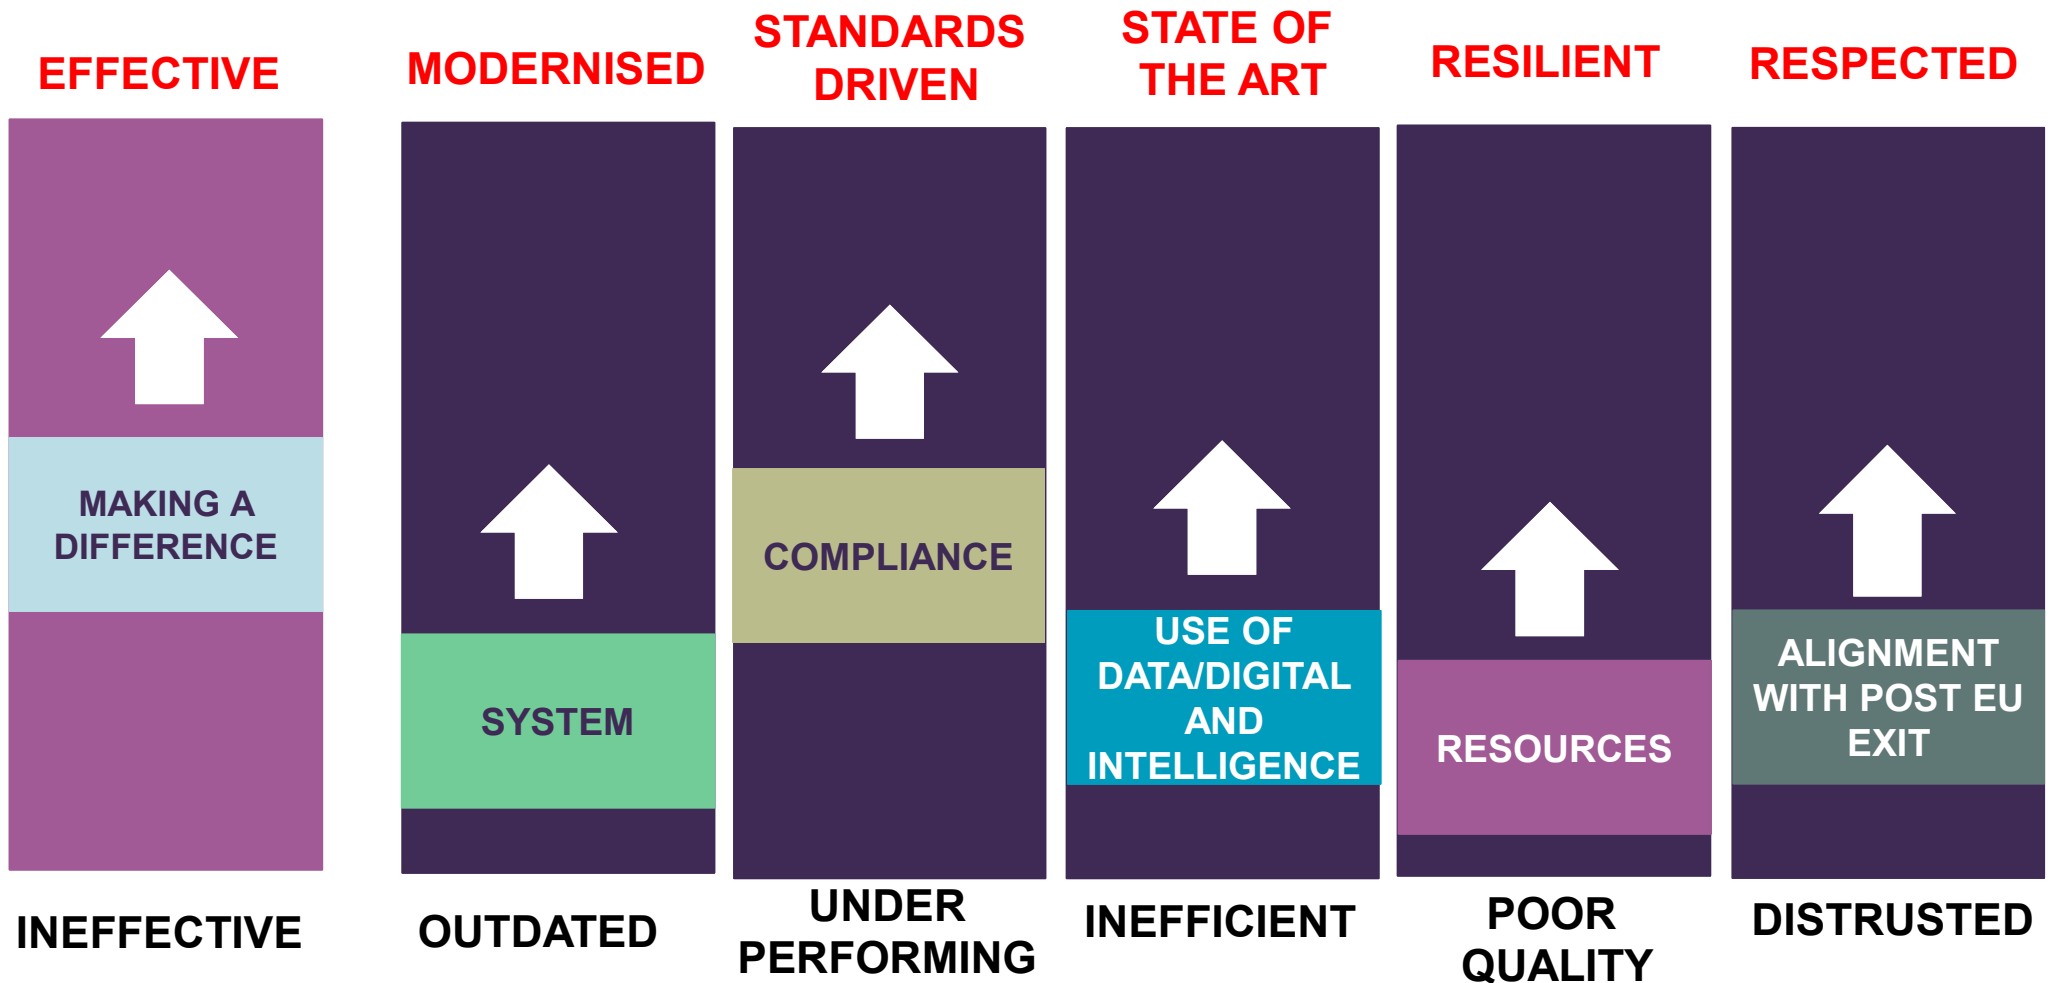 EFFECTIVE
MODERNISED
STANDARDS
DRIVEN
STATE OF
THE ART
RESILIENT
RESPECTED
MAKING A
DIFFERENCE
SYSTEM
COMPLIANCE
USE OF
DATA/DIGITAL
AND
INTELLIGENCE
RESOURCES
ALIGNMENT
WITH POST EU
EXIT
INEFFECTIVE
OUTDATED
UNDER
PERFORMING
INEFFICIENT
POOR
QUALITY
DISTRUSTED